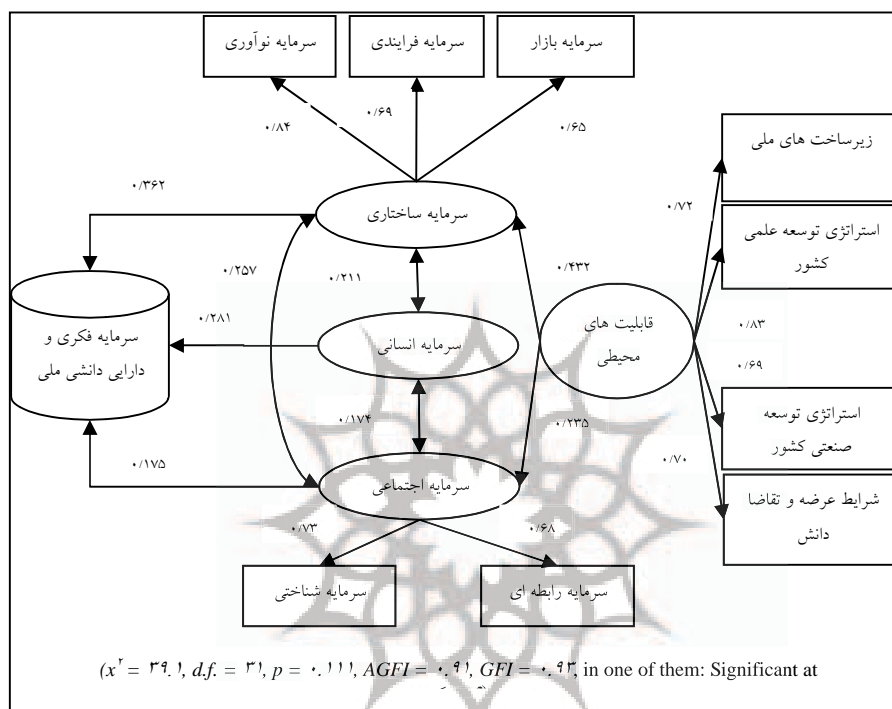 سرمایه نوآوری
سرمایه فرایندی
سرمایه بازار
۰/۸۴
۰/۶۹
۰/۶۵
زیرساخت های ملی
۰/۷۲
۰/۳۶۲
سرمایه ساختاری
استراتژی توسعه علمی
کشور
۰/۲۵۷
۰/۲۱۱
۰/۴۳۲
۰/۲۸۱
سرمایه فکری و
دارایی دانشی ملی
سرمایه انسانی
قابلیت های
محیطی
۰/۸۳
۰/۶۹
۰/۱۷۴
۰/۲۳۵
استراتژی توسعه
صنعتی کشور
۰/۱۷۵
سرمایه اجتماعی
۰/۷۰
شرایط عرضه و تقاضا
دانش
۰/۷۳
۰/۶۸
سرمایه شناختی
سرمایه رابطه ای
(x² = ۳۹.۱, d.f. = ۳۱, p = ۰.۱۱۱, AGFI = ۰.۹۱, GFI = ۰.۹۳, in one of them: Significant at